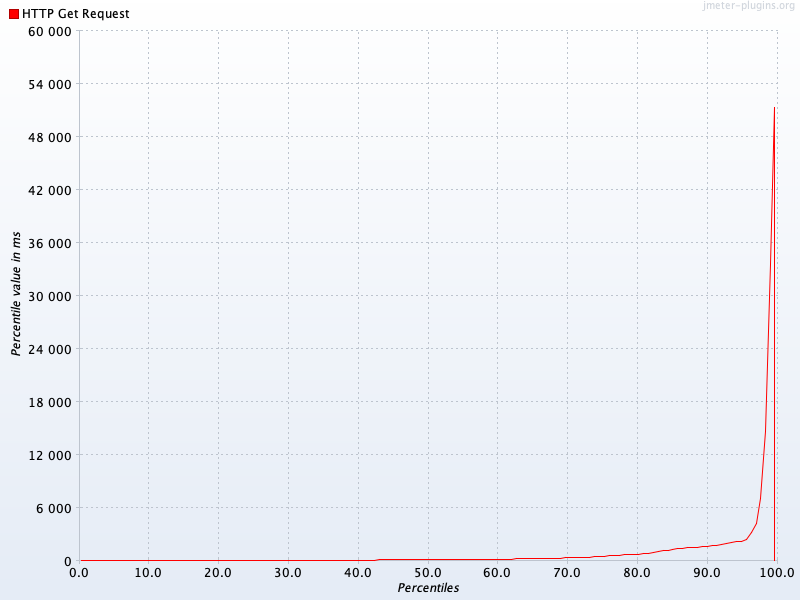 jmeter-plugins.org
HTTP Get Request
60 000
54 000
48 000
42 000
36 000
30 000
24 000
18 000
12 000
6 000
0
Percentile value in ms
0.0 10.0 20.0 30.0 40.0 50.0 60.0 70.0 80.0 90.0 100.0
Percentiles